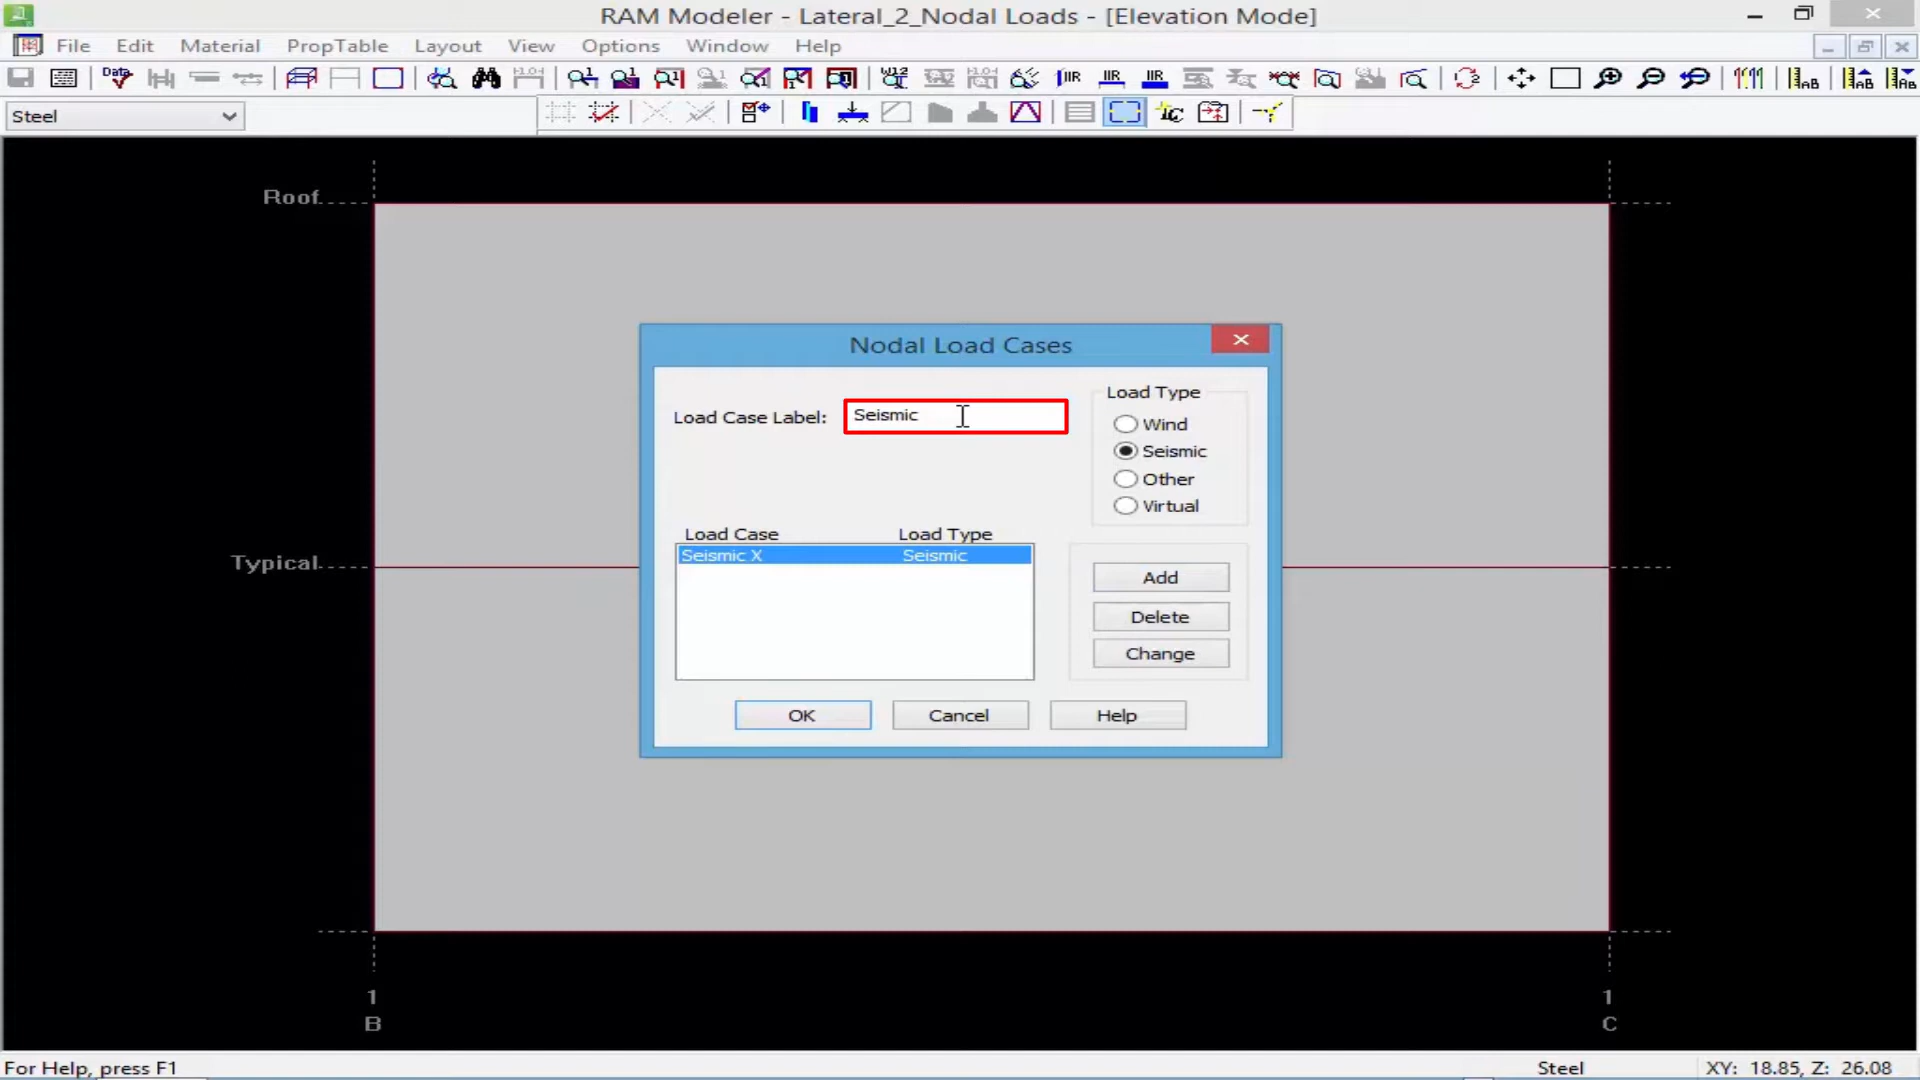 RAM Modeler - Lateral_2_Nodal Loads - [Elevation Mode]
File Edit Material PropTable Layout View Options Window Help
Steel
Roof
Typical
1
B
1
C
Nodal Load Cases
Load Case Label: Seismic
Load Type
Wind
Seismic
Other
Virtual
Load Case Load Type
Seismic X Seismic
Add
Delete
Change
OK Cancel Help
For Help, press F1 Steel XY: 18.85, Z: 26.08